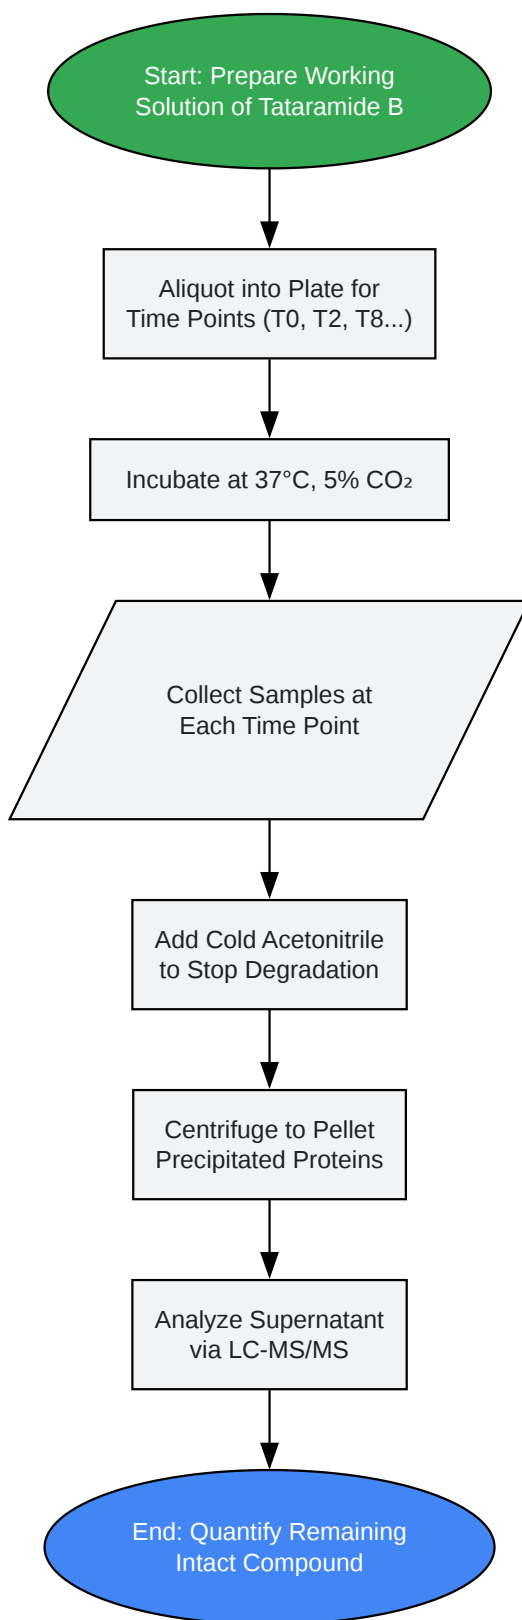 Start: Prepare Working
Solution of Tataramide B
Aliquot into Plate for
Time Points (T0, T2, T8...)
Incubate at 37°C, 5% CO₂
Collect Samples at
Each Time Point
Add Cold Acetonitrile
to Stop Degradation
Centrifuge to Pellet
Precipitated Proteins
Analyze Supernatant
via LC-MS/MS
End: Quantify Remaining
Intact Compound